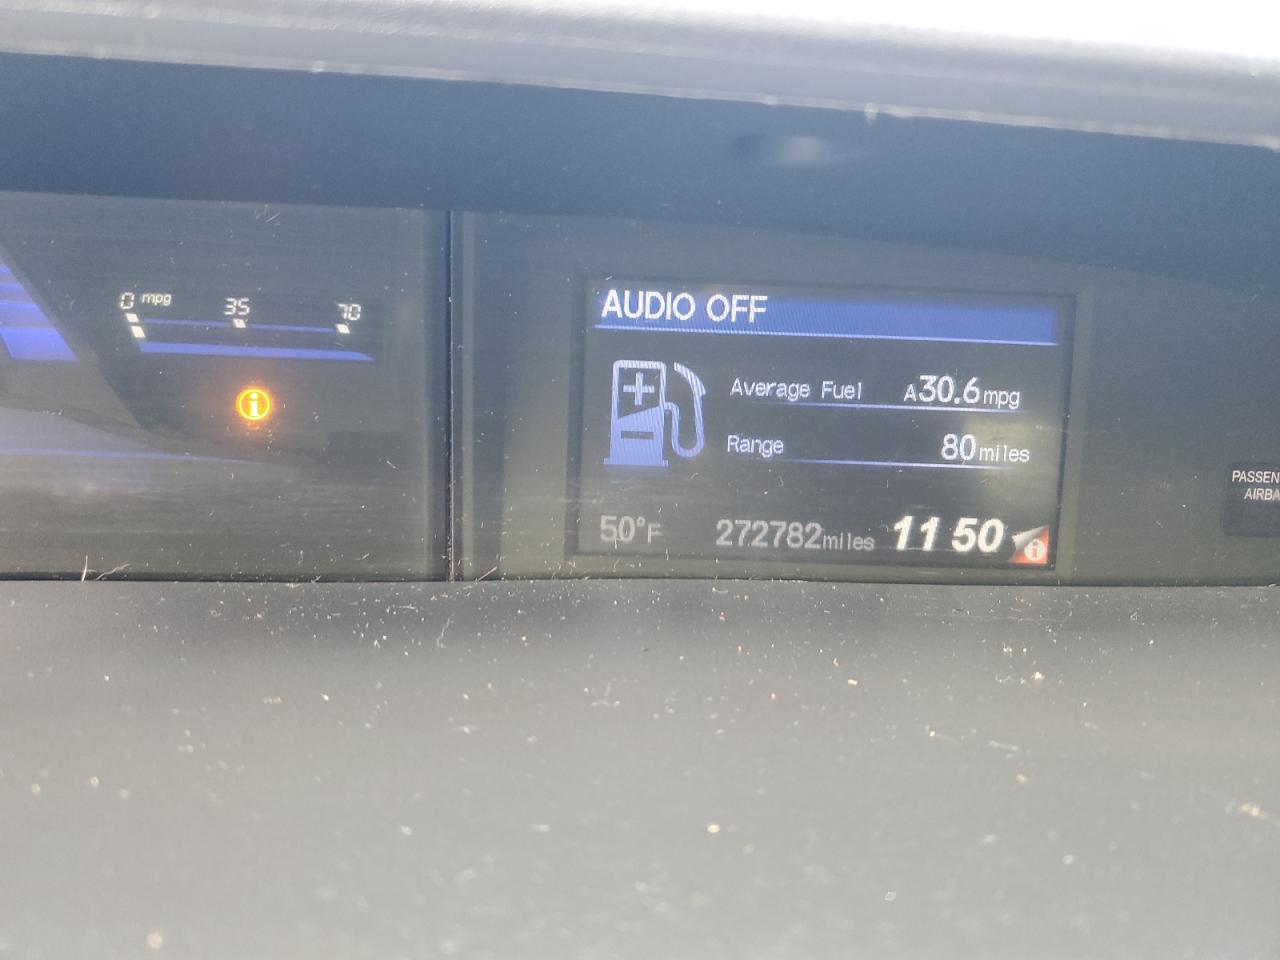 0 mpg 35 70
i
AUDIO OFF
Average Fuel A30.6mpg
Range 80miles
50°F 272782miles 11 50 i
PASSEN
AIRBA